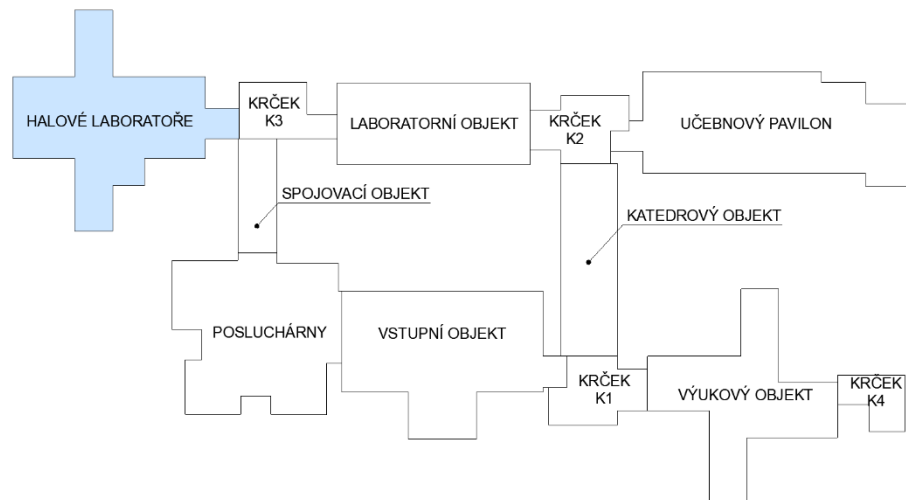 HALOVÉ LABORATOŘE
KRČEK
K3
LABORATORNÍ OBJEKT
KRČEK
K2
UČEBNOVÝ PAVILON
SPOJOVACÍ OBJEKT
KATEDROVÝ OBJEKT
POSLUCHÁRNY
VSTUPNÍ OBJEKT
KRČEK
K1
VÝUKOVÝ OBJEKT
KRČEK
K4